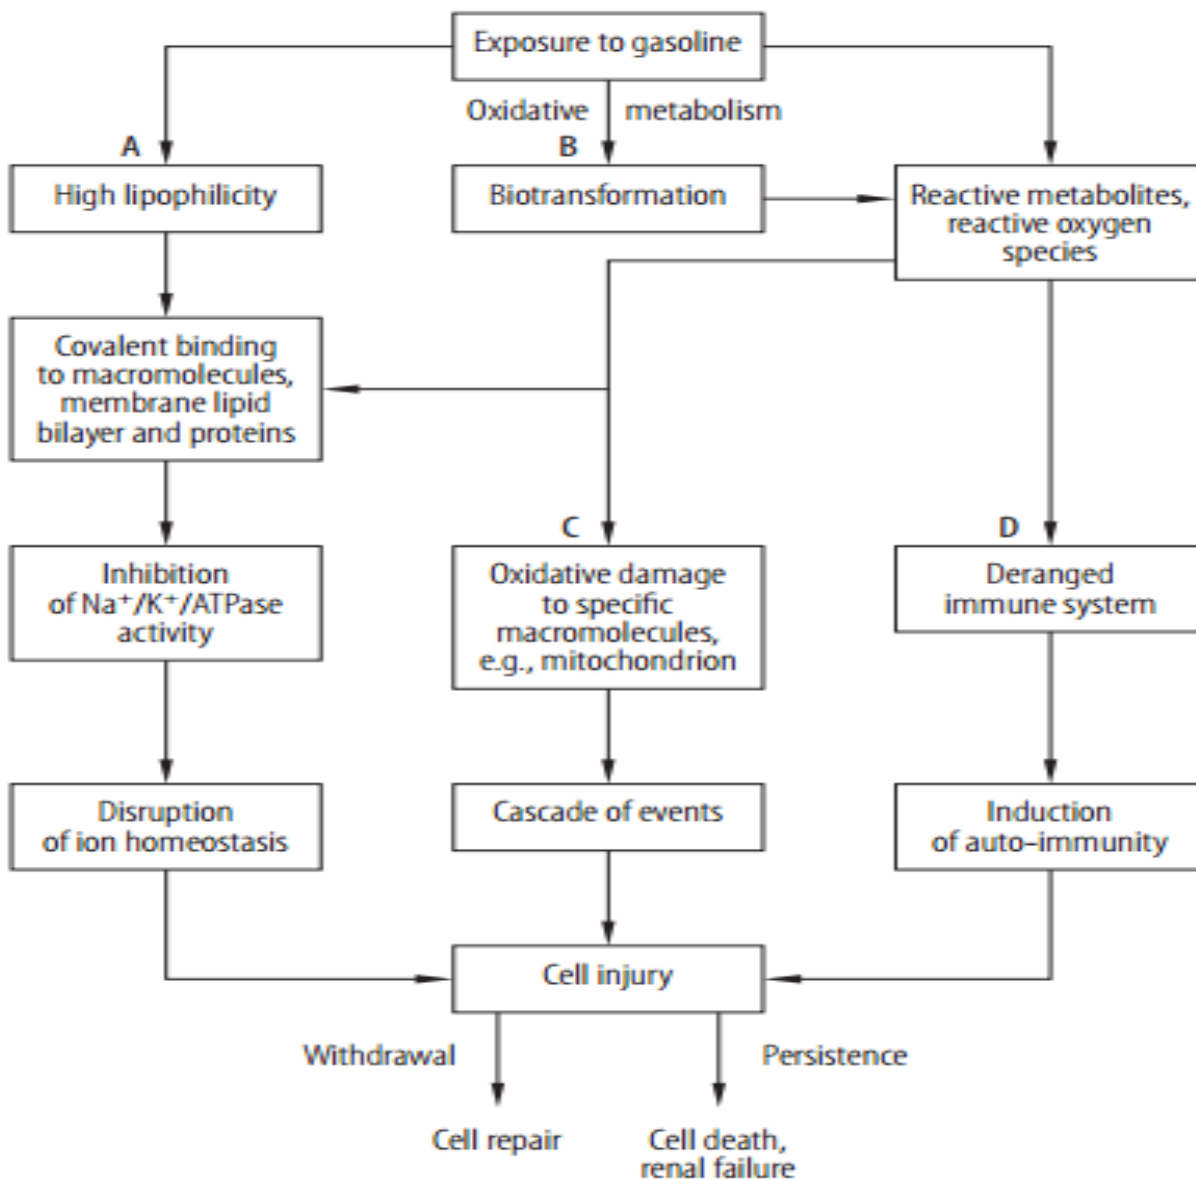 Exposure to gasoline
Oxidative metabolism
A
B
High lipophilicity
Biotransformation
Reactive metabolites,
reactive oxygen
species
Covalent binding
to macromolecules,
membrane lipid
bilayer and proteins
C
D
Inhibition
of Na⁺/K⁺/ATPase
activity
Oxidative damage
to specific
macromolecules,
e.g., mitochondrion
Deranged
immune system
Disruption
of ion homeostasis
Cascade of events
Induction
of auto-immunity
Cell injury
Withdrawal
Persistence
Cell repair
Cell death,
renal failure